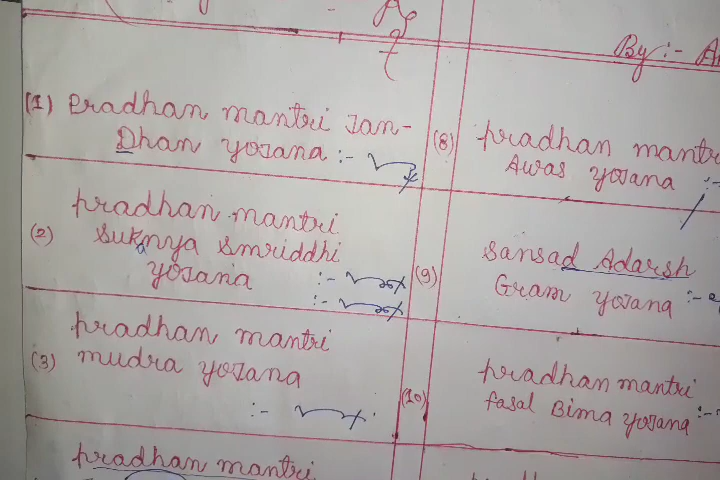 By :-
(1) Pradhan mantri Jan-
Dhan yojana :-
(2) pradhan mantri
Sukanya Smriddhi
yojana :-
:-
(3) pradhan mantri
mudra yojana
:-
pradhan mantri
(8) pradhan mantri
Awas yojana :-
(9) Sansad Adarsh
Gram yojana :-
(10) pradhan mantri
fasal Bima yojana :-